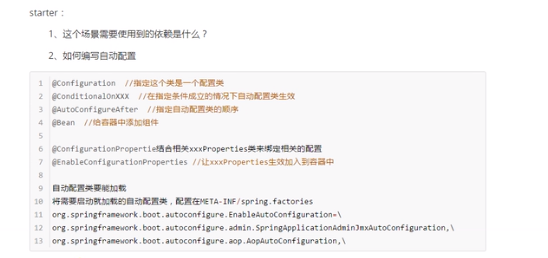 starter：
1、这个场景需要使用到的依赖是什么？
2、如何编写自动配置
1 @Configuration //指定这个类是一个配置类
2 @ConditionalOnXXX //在指定条件成立的情况下自动配置类生效
3 @AutoConfigureAfter //指定自动配置类的顺序
4 @Bean //给容器中添加组件
5
6 @ConfigurationPropertie结合相关xxxProperties类来绑定相关的配置
7 @EnableConfigurationProperties //让xxxProperties生效加入到容器中
8
9 自动配置类要能加载
10 将需要启动就加载的自动配置类，配置在META-INF/spring.factories
11 org.springframework.boot.autoconfigure.EnableAutoConfiguration=\
12 org.springframework.boot.autoconfigure.admin.SpringApplicationAdminJmxAutoConfiguration,\
13 org.springframework.boot.autoconfigure.aop.AopAutoConfiguration,\